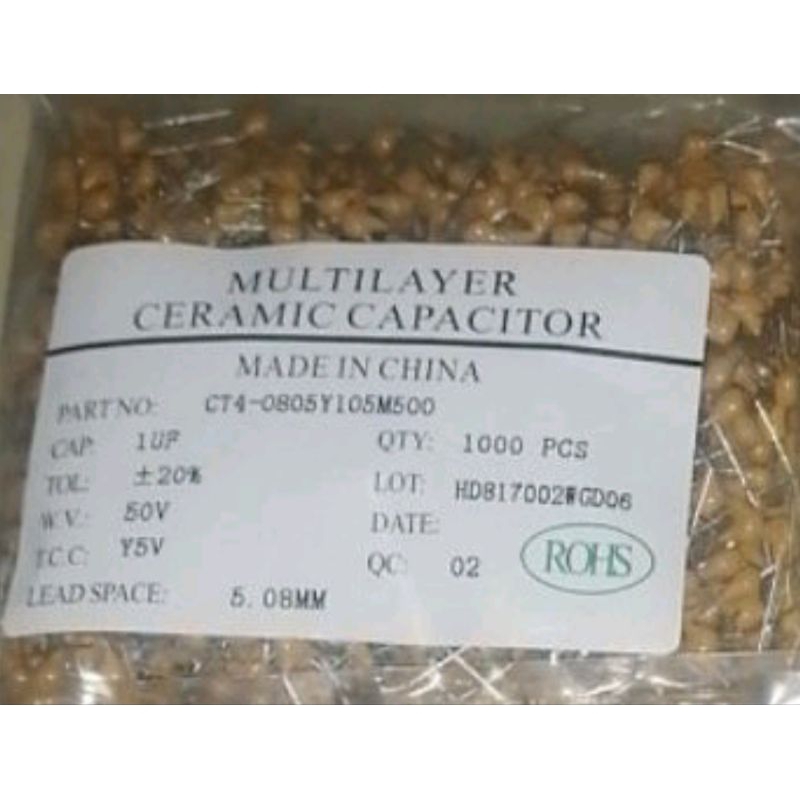 MULTILAYER
CERAMIC CAPACITOR
MADE IN CHINA
PART NO: CT4-0805Y105M500
CAP: 1UF QTY: 1000 PCS
TOL: ±20% LOT: HD817002WGD06
W.V.: 50V DATE:
T.C.C: Y5V QC: 02
ROHS
LEAD SPACE: 5.08MM